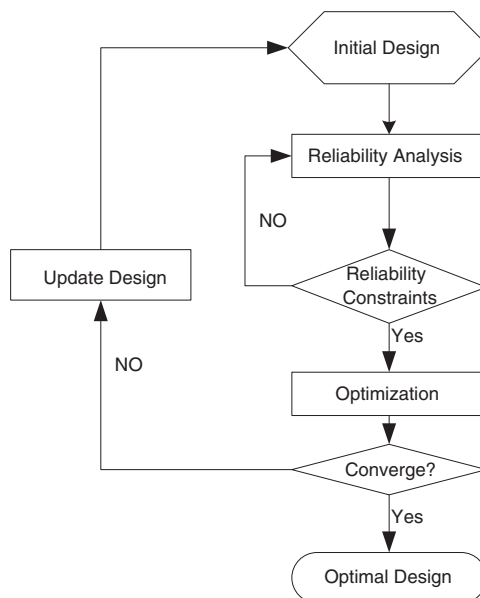 Initial Design
Reliability Analysis
NO
Reliability
Constraints
Update Design
Yes
NO
Optimization
Converge?
Yes
Optimal Design